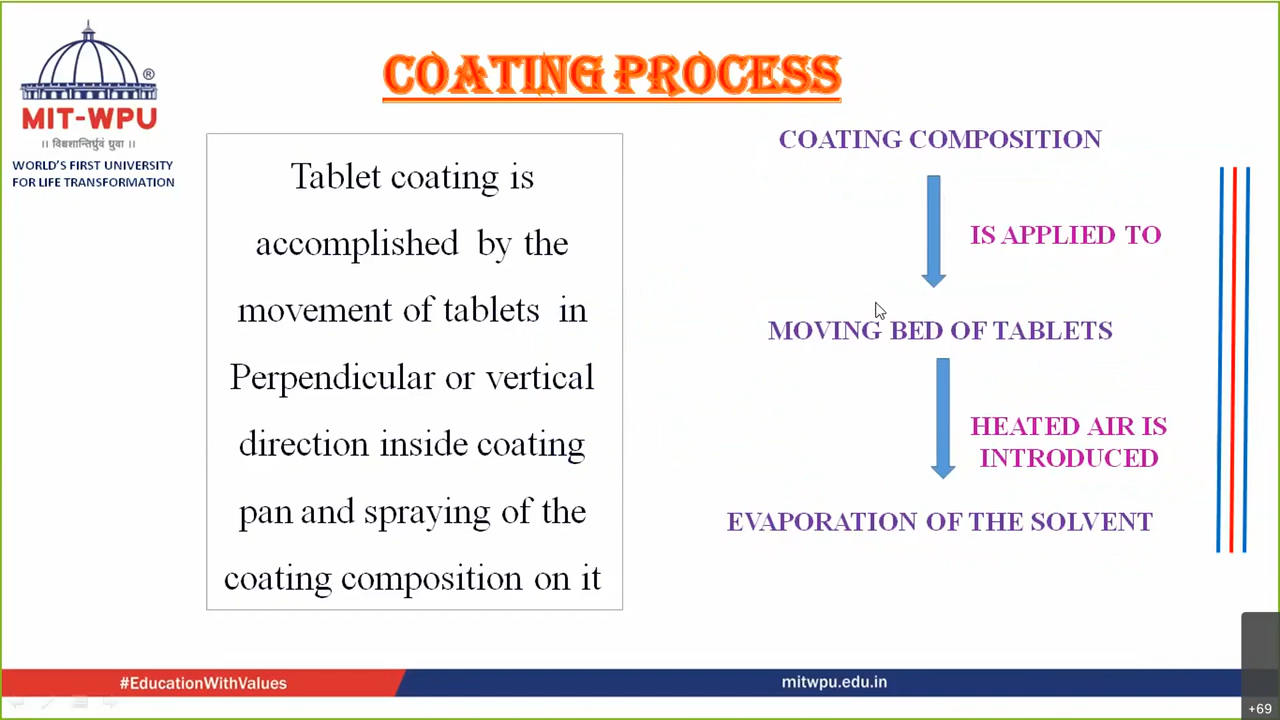 COATING PROCESS
®
MIT-WPU
।। विश्वशान्तिर्ध्रुवं ध्रुवा ।।
WORLD'S FIRST UNIVERSITY
FOR LIFE TRANSFORMATION
Tablet coating is
accomplished by the
movement of tablets in
Perpendicular or vertical
direction inside coating
pan and spraying of the
coating composition on it
COATING COMPOSITION
IS APPLIED TO
MOVING BED OF TABLETS
HEATED AIR IS
INTRODUCED
EVAPORATION OF THE SOLVENT
#EducationWithValues
mitwpu.edu.in
+69